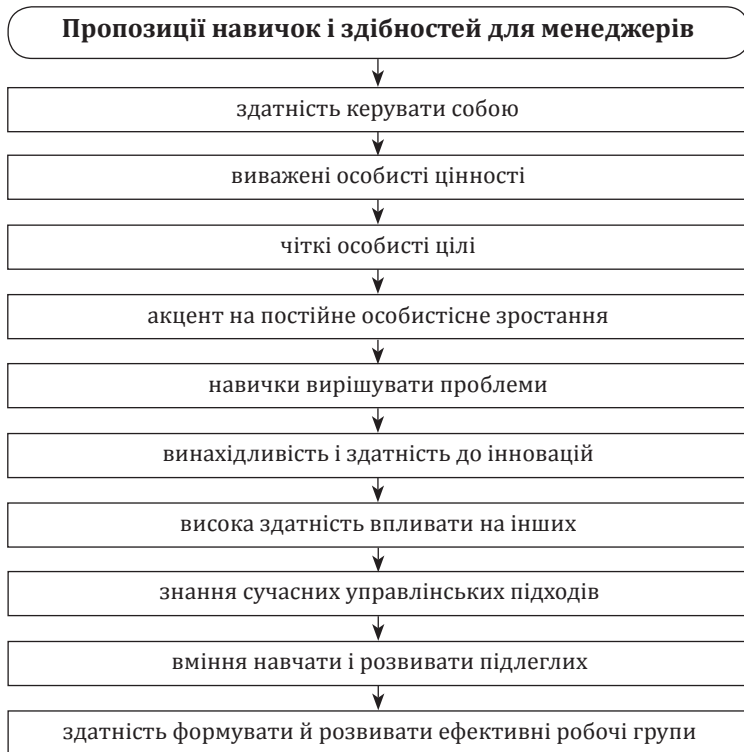 Пропозиції навичок і здібностей для менеджерів
здатність керувати собою
виважені особисті цінності
чіткі особисті цілі
акцент на постійне особистісне зростання
навички вирішувати проблеми
винахідливість і здатність до інновацій
висока здатність впливати на інших
знання сучасних управлінських підходів
вміння навчати і розвивати підлеглих
здатність формувати й розвивати ефективні робочі групи